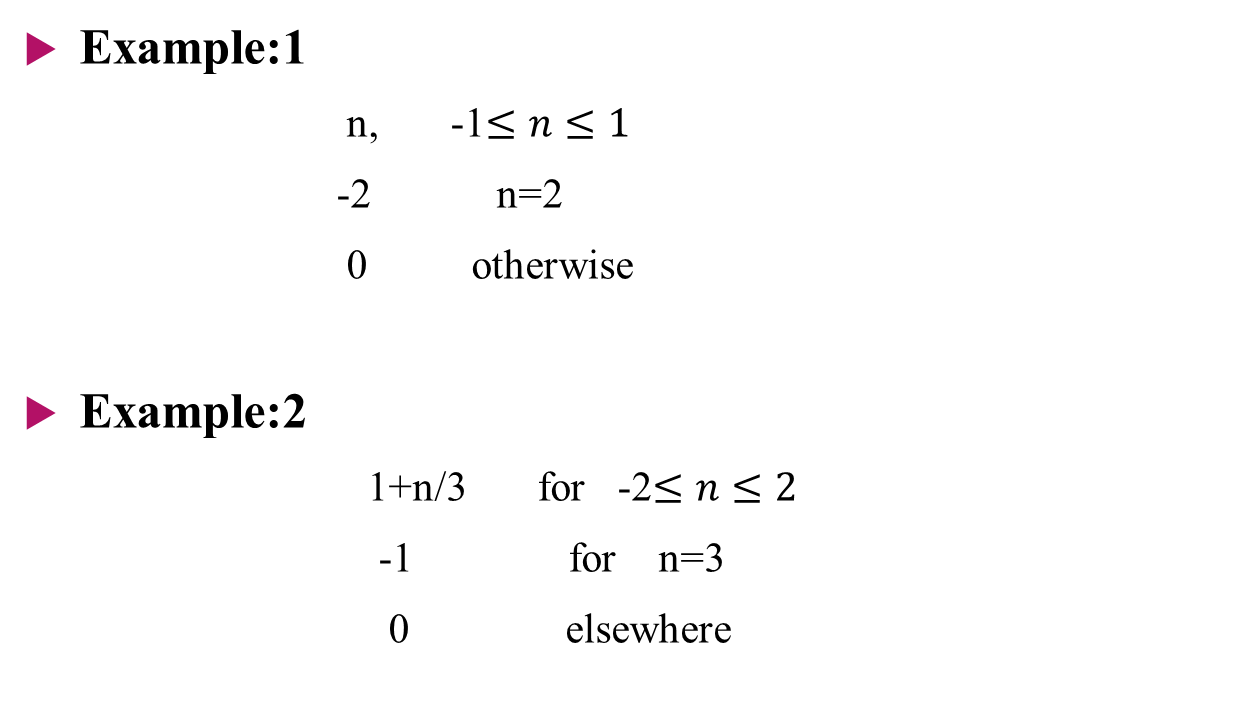 Example:1
n, -1≤ 𝑛 ≤ 1
-2 n=2
0 otherwise
Example:2
1+n/3 for -2≤ 𝑛 ≤ 2
-1 for n=3
0 elsewhere